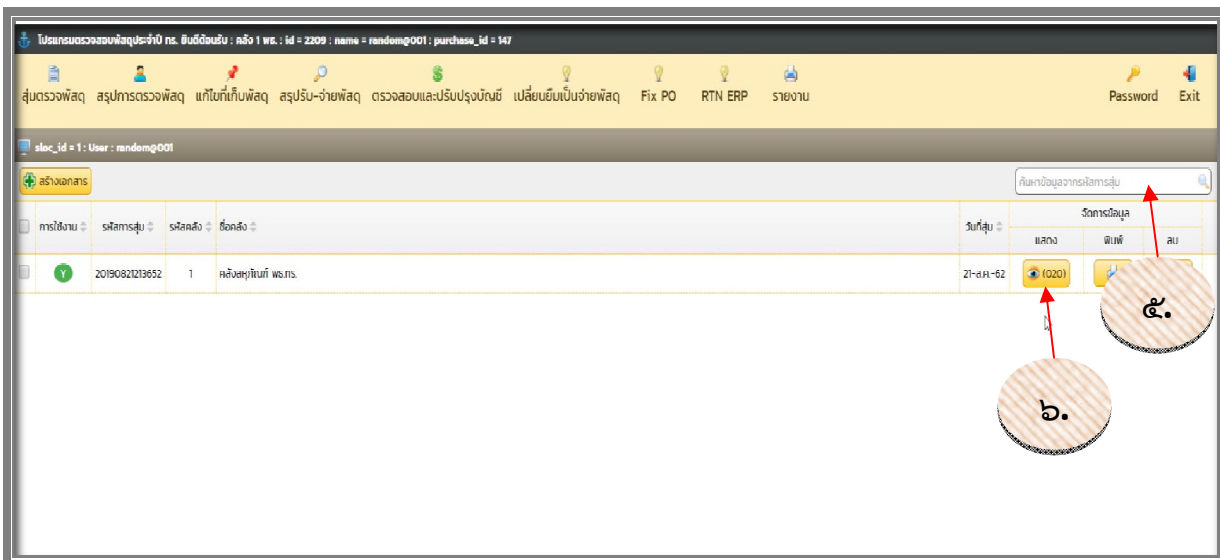 โปรแกรมตรวจสอบพัสดุประจำปี ทร. ยินดีต้อนรับ : คลัง 1 พธ. : id = 2209 : name = random@001 : purchase_id = 147
สุ่มตรวจพัสดุ สรุปการตรวจพัสดุ แก้ไขที่เก็บพัสดุ สรุปรับ-จ่ายพัสดุ ตรวจสอบและปรับปรุงบัญชี เปลี่ยนยืมเป็นจ่ายพัสดุ Fix PO RTN ERP รายงาน Password Exit
sloc_id = 1 : User : random@001
สร้างเอกสาร ค้นหาข้อมูลจากรหัสการสุ่ม
การใช้งาน รหัสการสุ่ม รหัสคลัง ชื่อคลัง วันที่สุ่ม จัดการข้อมูล
แสดง พิมพ์ ลบ
Y 20190821213652 1 คลังสหภัณฑ์ พธ.ทร. 21-ส.ค.-62 (020)
๕.
๖.